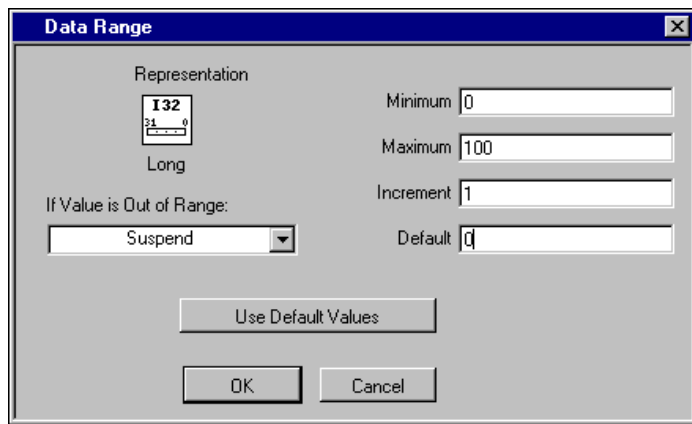 Data Range
Representation
I32
31 0
Long
If Value is Out of Range:
Suspend
Minimum 0
Maximum 100
Increment 1
Default 0
Use Default Values
OK Cancel